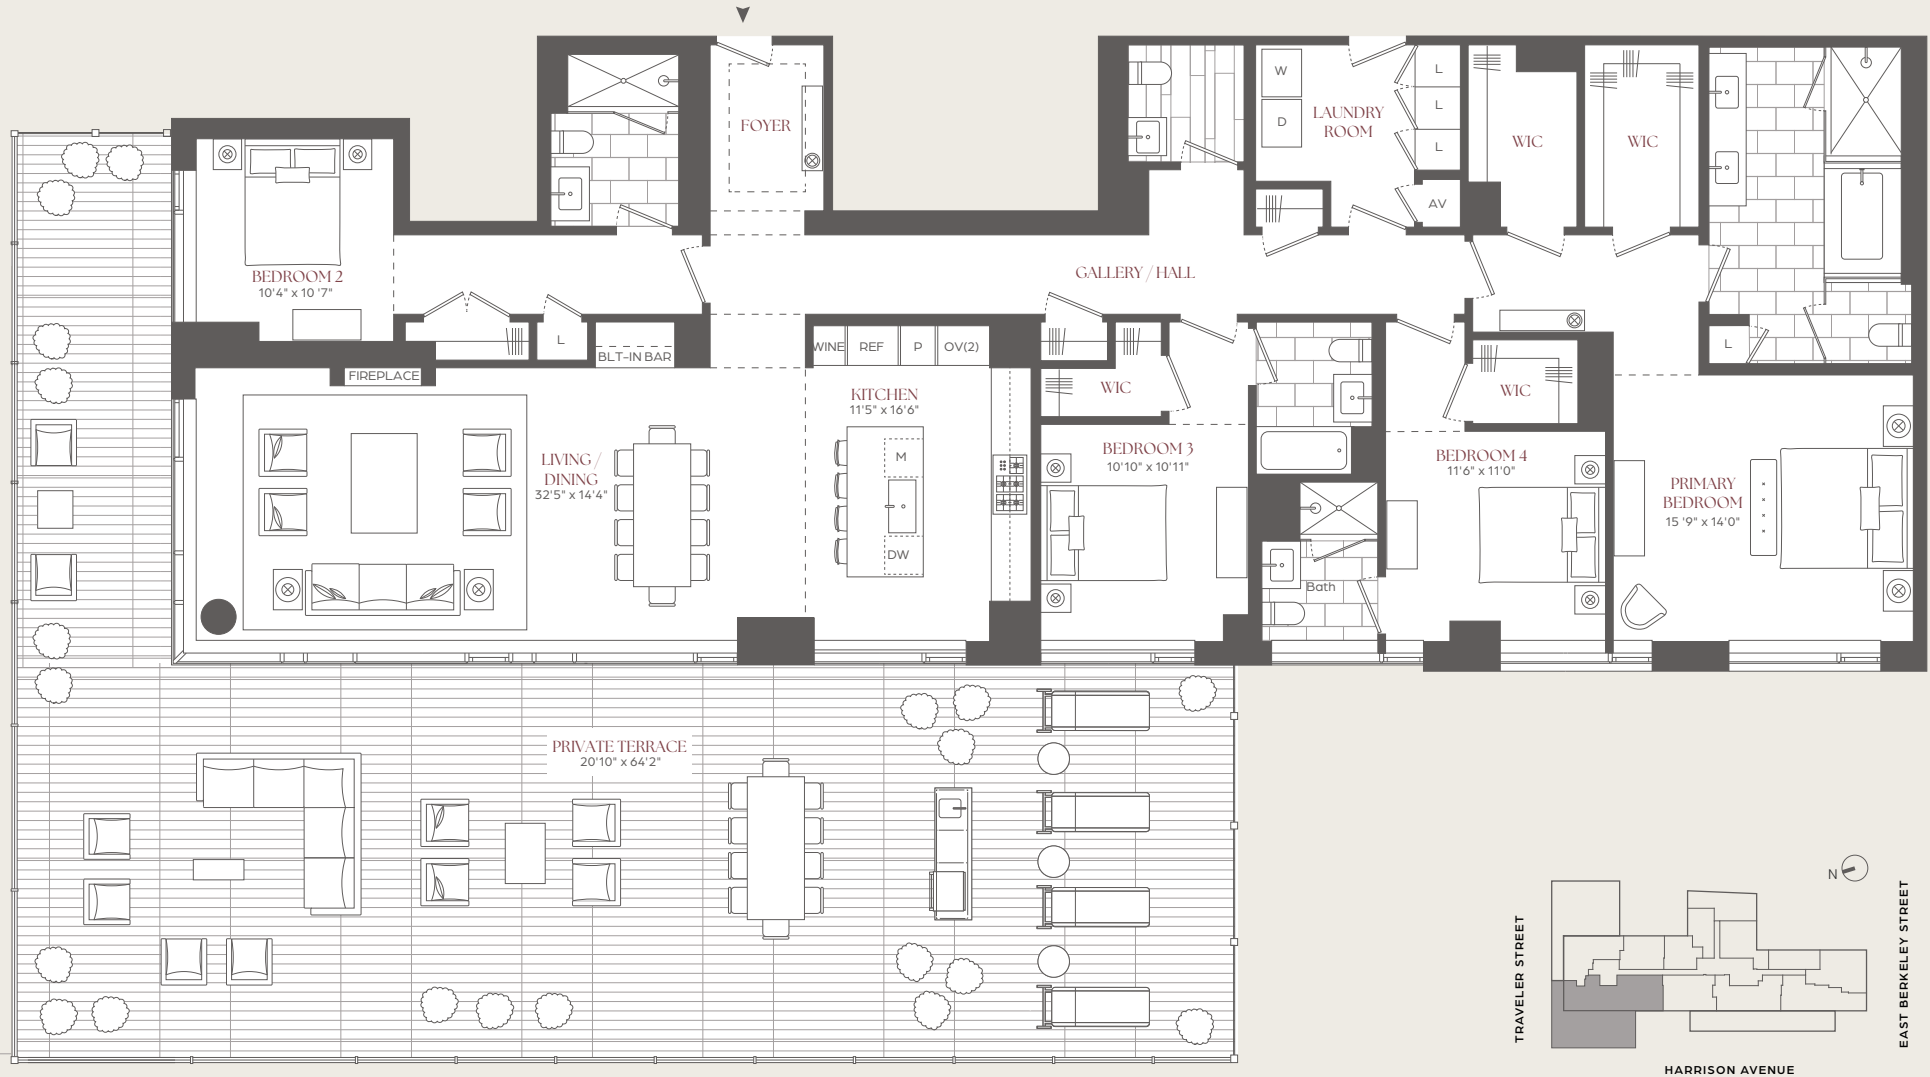 FOYER
W
D
LAUNDRY
ROOM
L
L
L
AV
WIC
WIC
BEDROOM 2
10'4" x 10 '7"
GALLERY / HALL
L
BLT-IN BAR
FIREPLACE
WINE
REF
P
OV(2)
KITCHEN
11'5" x 16'6"
M
DW
LIVING /
DINING
32'5" x 14'4"
WIC
BEDROOM 3
10'10" x 10'11"
Bath
WIC
BEDROOM 4
11'6" x 11'0"
L
PRIMARY
BEDROOM
15 '9" x 14'0"
PRIVATE TERRACE
20'10" x 64'2"
N
TRAVELER STREET
EAST BERKELEY STREET
HARRISON AVENUE